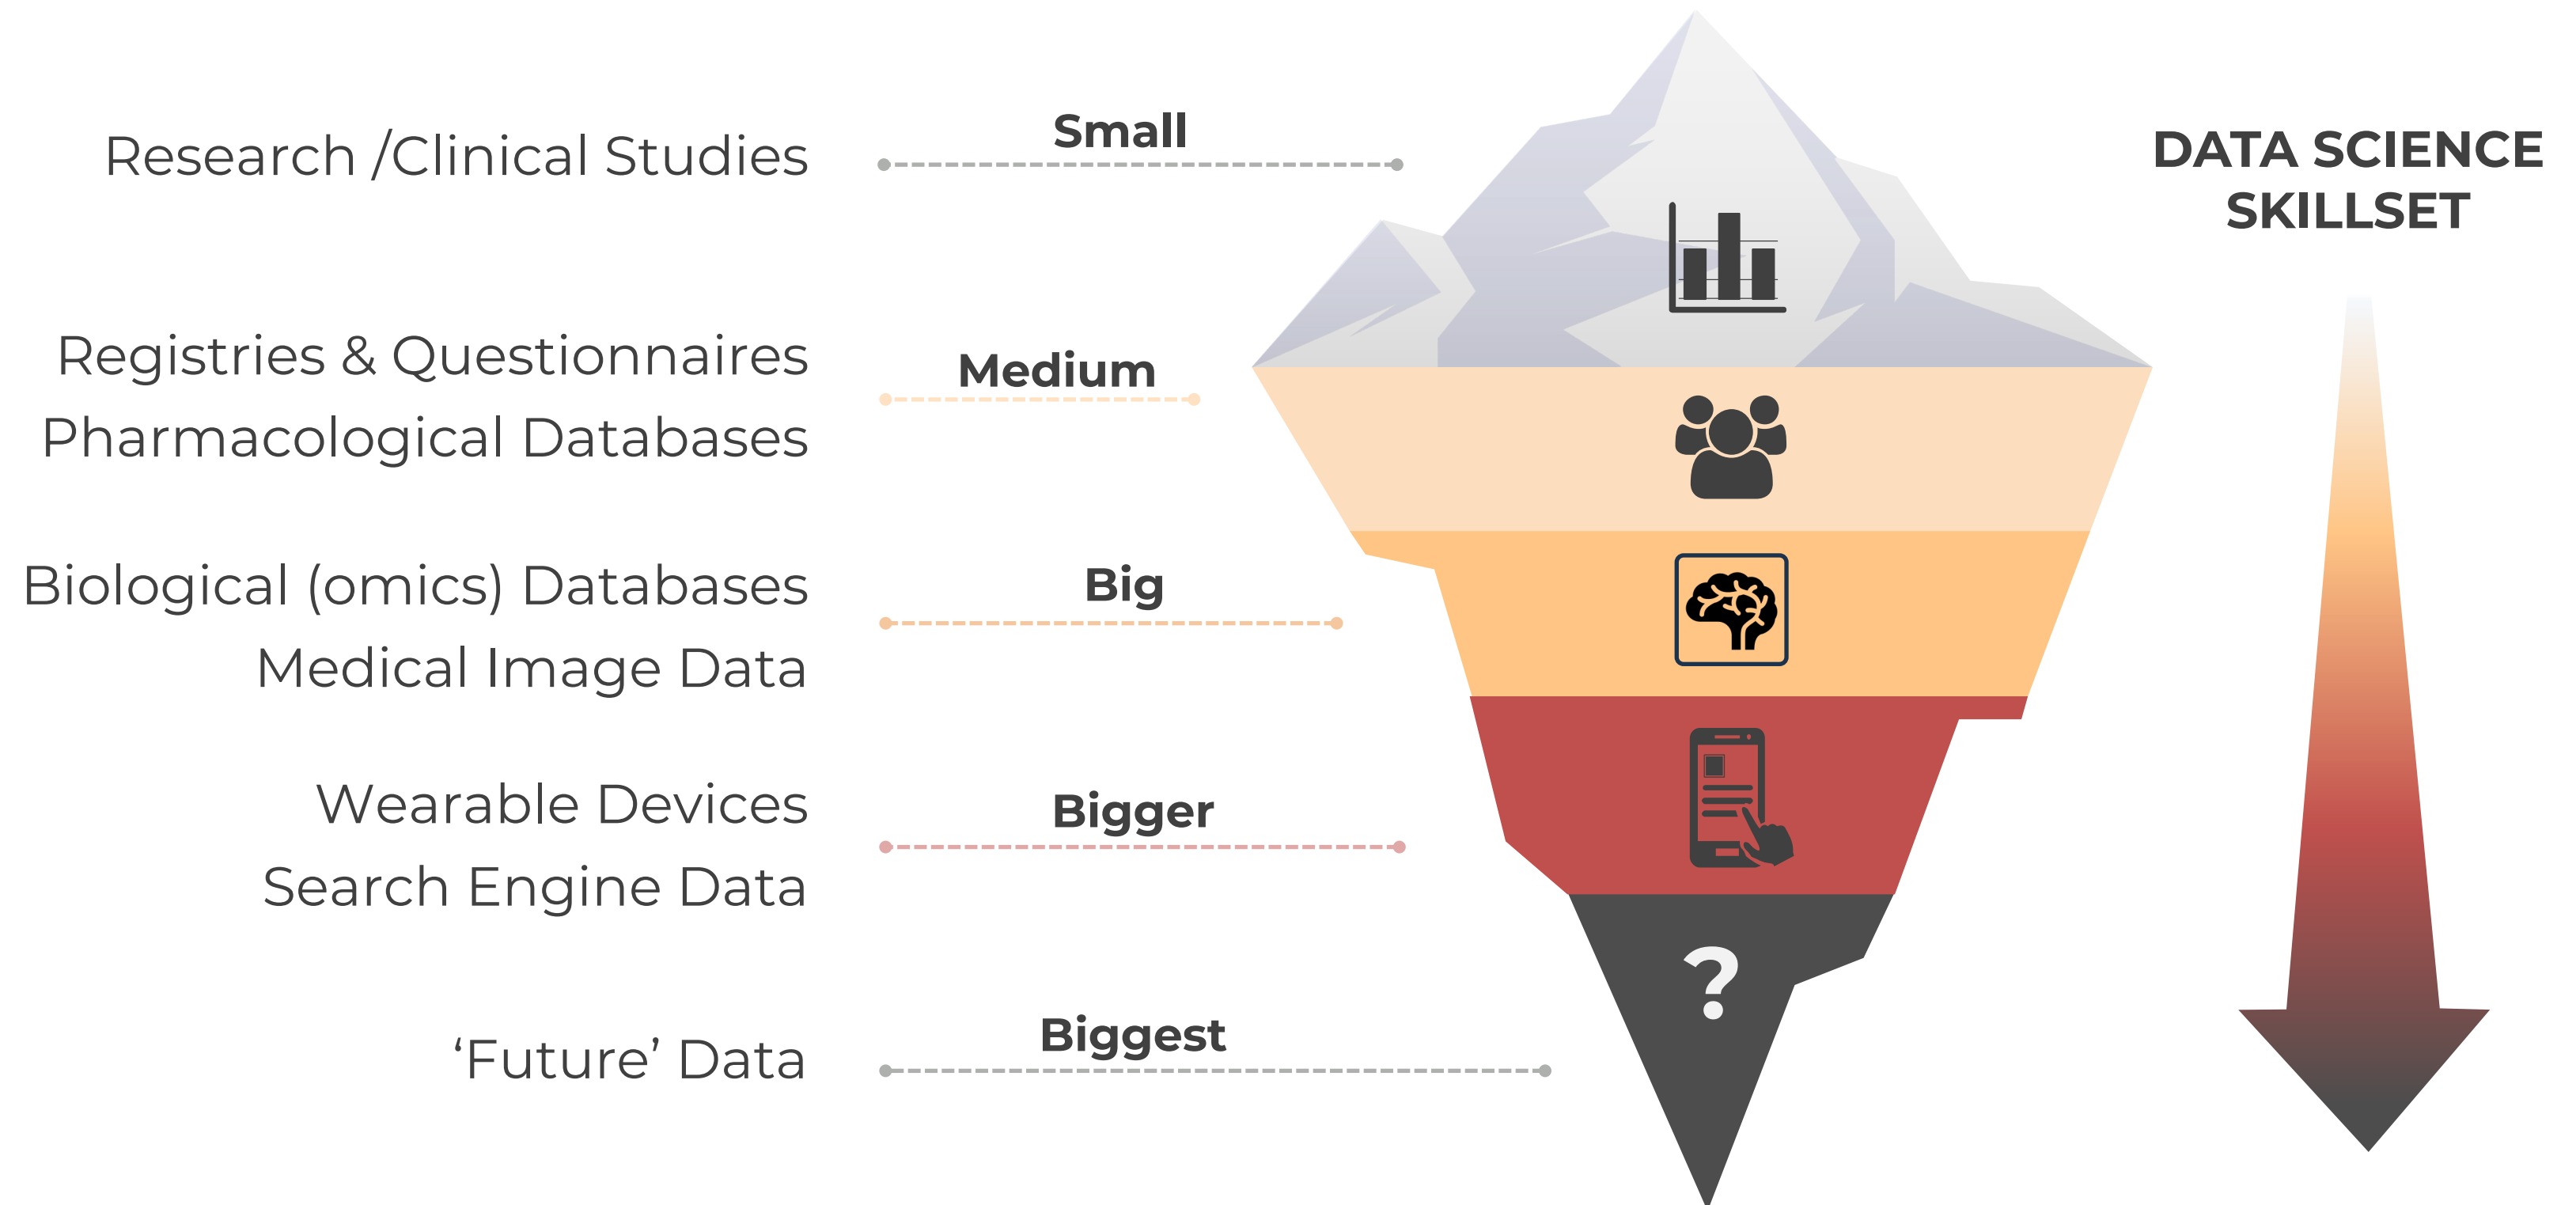 Research /Clinical Studies
Small
DATA SCIENCE
SKILLSET
Registries & Questionnaires
Medium
Pharmacological Databases
Biological (omics) Databases
Big
Medical Image Data
Wearable Devices
Bigger
Search Engine Data
?
‘Future’ Data
Biggest